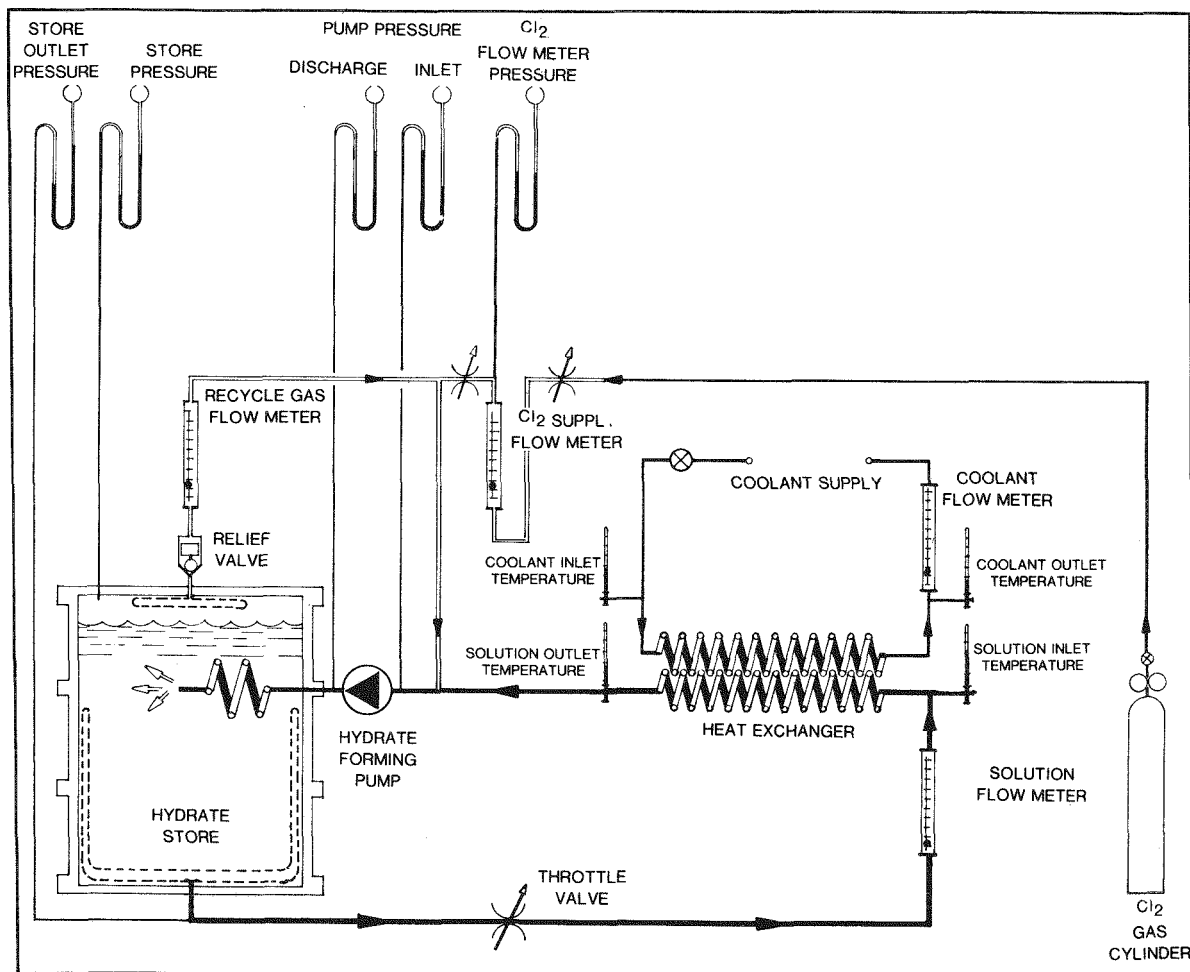 STORE
OUTLET
PRESSURE
STORE
PRESSURE
PUMP PRESSURE
DISCHARGE
INLET
Cl2
FLOW METER
PRESSURE
RECYCLE GAS
FLOW METER
Cl2 SUPPL.
FLOW METER
COOLANT SUPPLY
COOLANT
FLOW METER
RELIEF
VALVE
COOLANT INLET
TEMPERATURE
COOLANT OUTLET
TEMPERATURE
SOLUTION OUTLET
TEMPERATURE
SOLUTION INLET
TEMPERATURE
HEAT EXCHANGER
HYDRATE
FORMING
PUMP
SOLUTION
FLOW METER
HYDRATE
STORE
THROTTLE
VALVE
Cl2
GAS
CYLINDER